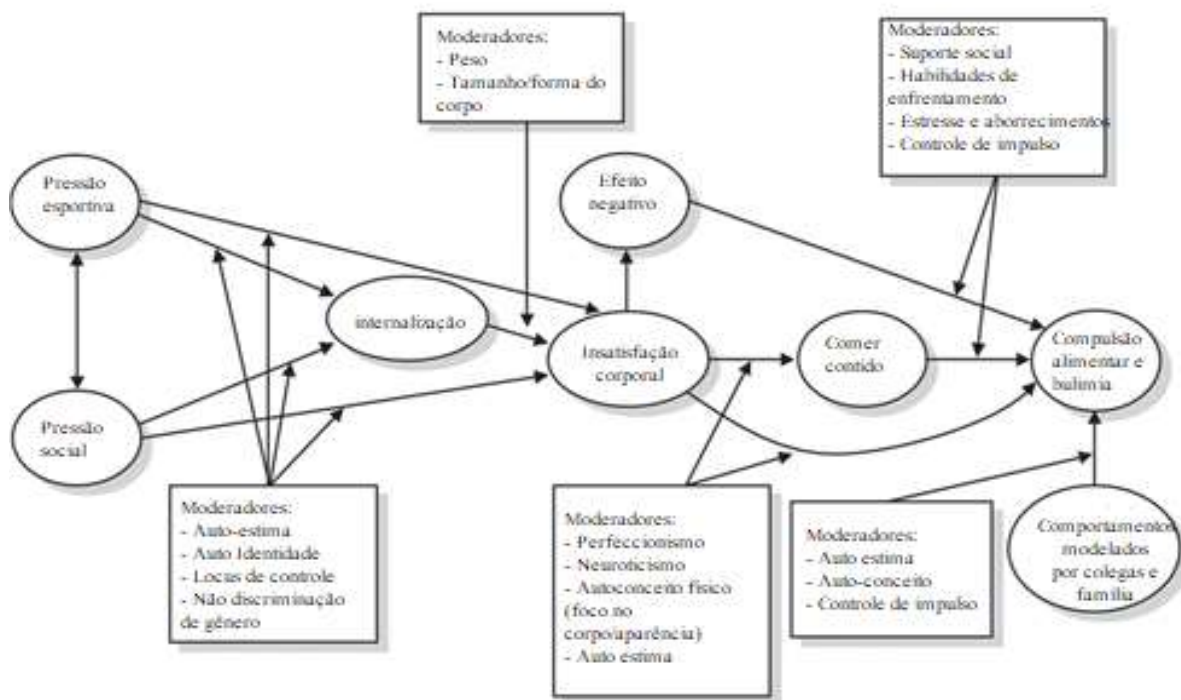 Moderadores:
- Peso
- Tamanho/forma do
corpo
Moderadores:
- Suporte social
- Habilidades de
enfrentamento
- Estresse e aborrecimentos
- Controle de impulso
Pressão
esportiva
Efeito
negativo
internalização
Insatisfação
corporal
Comer
contido
Compulsão
alimentar e
bulimia
Pressão
social
Moderadores:
- Auto-estima
- Auto Identidade
- Locus de controle
- Não discriminação
de gênero
Moderadores:
- Perfeccionismo
- Neuroticismo
- Autoconceito físico
(foco no
corpo/aparência)
- Auto estima
Moderadores:
- Auto estima
- Auto-conceito
- Controle de impulso
Comportamentos
modelados
por colegas e
família